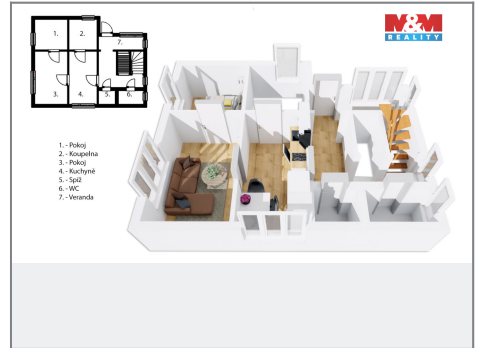 M&M
REALITY
1.
2.
7.
3.
4.
5.
6.
1. - Pokoj
2. - Koupelna
3. - Pokoj
4. - Kuchyně
5. - Spíž
6. - WC
7. - Veranda